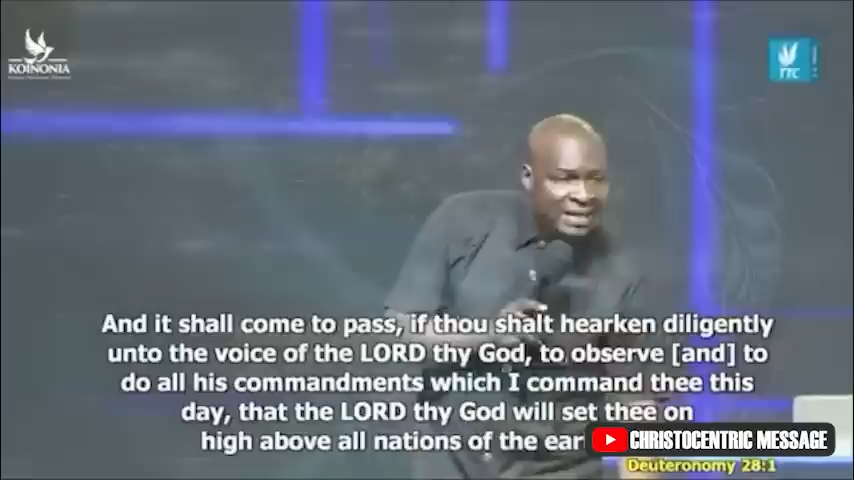 KOINONIA
TTC
And it shall come to pass, if thou shalt hearken diligently
unto the voice of the LORD thy God, to observe [and] to
do all his commandments which I command thee this
day, that the LORD thy God will set thee on
high above all nations of the ear
CHRISTOCENTRIC MESSAGE
Deuteronomy 28:1